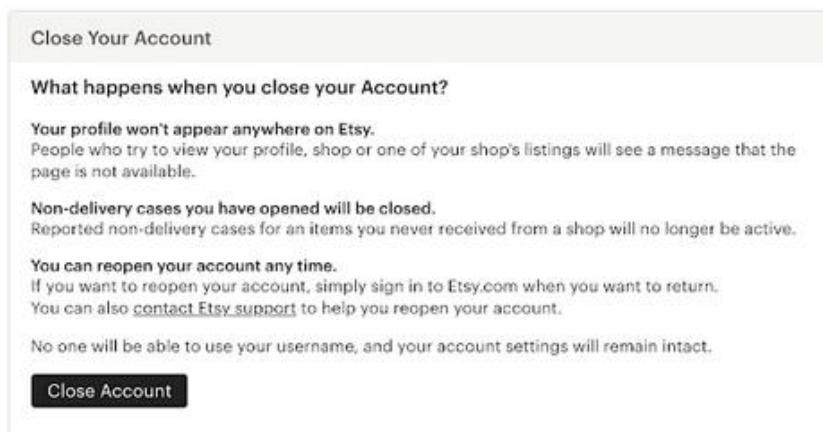 Close Your Account
What happens when you close your Account?
Your profile won't appear anywhere on Etsy.
People who try to view your profile, shop or one of your shop's listings will see a message that the
page is not available.
Non-delivery cases you have opened will be closed.
Reported non-delivery cases for an items you never received from a shop will no longer be active.
You can reopen your account any time.
If you want to reopen your account, simply sign in to Etsy.com when you want to return.
You can also contact Etsy support to help you reopen your account.
No one will be able to use your username, and your account settings will remain intact.
Close Account